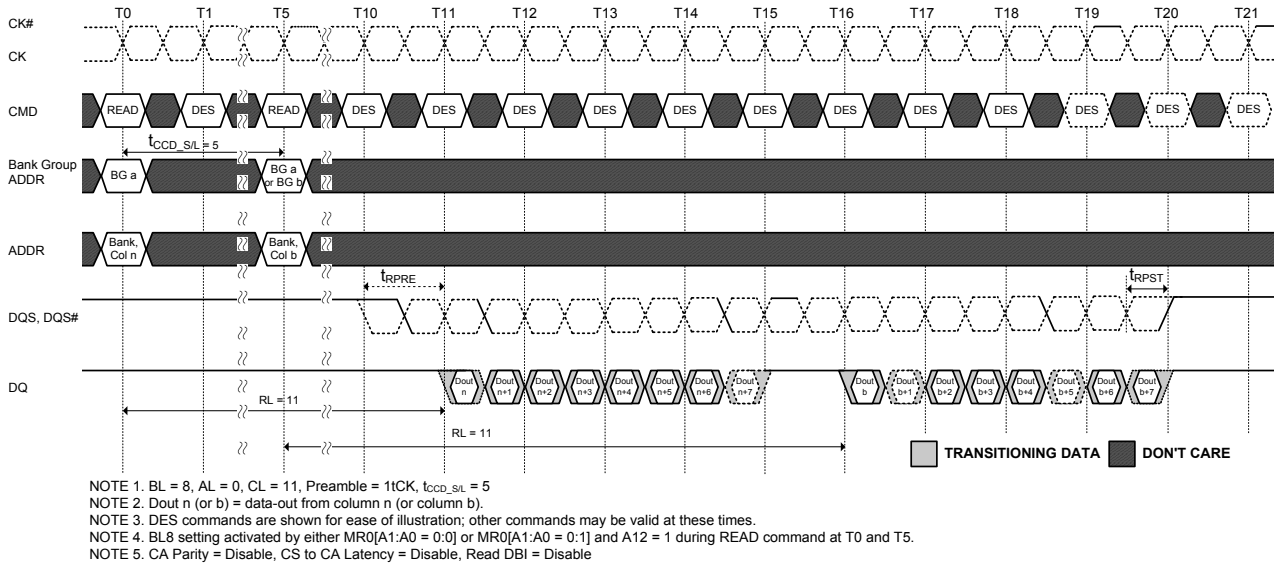 T0 T1 T5 T10 T11 T12 T13 T14 T15 T16 T17 T18 T19 T20 T21
CK#
CK
CMD READ DES READ DES DES DES DES DES DES DES DES DES DES DES DES
tCCD_S/L = 5
Bank Group
ADDR
BG a
BG a
or BG b
ADDR
Bank,
Col n
Bank,
Col b
tRPRE
tRPST
DQS, DQS#
DQ
Dout
n
Dout
n+1
Dout
n+2
Dout
n+3
Dout
n+4
Dout
n+5
Dout
n+6
Dout
n+7
Dout
b
Dout
b+1
Dout
b+2
Dout
b+3
Dout
b+4
Dout
b+5
Dout
b+6
Dout
b+7
RL = 11
RL = 11
TRANSITIONING DATA DON'T CARE
NOTE 1. BL = 8, AL = 0, CL = 11, Preamble = 1tCK, tCCD_S/L = 5
NOTE 2. Dout n (or b) = data-out from column n (or column b).
NOTE 3. DES commands are shown for ease of illustration; other commands may be valid at these times.
NOTE 4. BL8 setting activated by either MR0[A1:A0 = 0:0] or MR0[A1:A0 = 0:1] and A12 = 1 during READ command at T0 and T5.
NOTE 5. CA Parity = Disable, CS to CA Latency = Disable, Read DBI = Disable